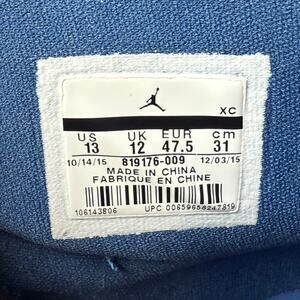 XC
US UK EUR cm
13 12 47.5 31
10/14/15 819176-009 12/03/15
MADE IN CHINA
FABRIQUE EN CHINE
106143806 UPC 00659658247819